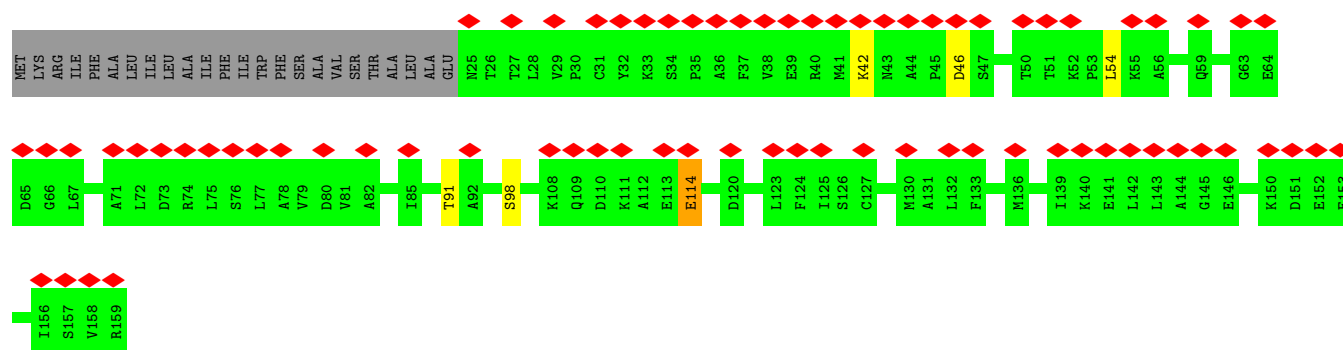 MET LYS ARG ILE PHE ALA LEU ILE LEU ALA ILE PHE ILE TRP PHE SER ALA VAL SER THR ALA LEU ALA GLU N25 T26 T27 L28 V29 P30 C31 Y32 K33 S34 P35 A36 F37 V38 E39 R40 M41 K42 N43 A44 P45 D46 S47 T50 T51 K52 P53 L54 K55 A56 Q59 G63 E64
D65 G66 L67 A71 L72 D73 R74 L75 S76 L77 A78 V79 D80 V81 A82 I85 T91 A92 S98 K108 Q109 D110 K111 A112 E113 E114 D120 L123 F124 I125 S126 C127 M130 A131 L132 F133 M136 I139 K140 E141 L142 L143 A144 G145 E146 K150 D151 E152
I156 S157 V158 R159